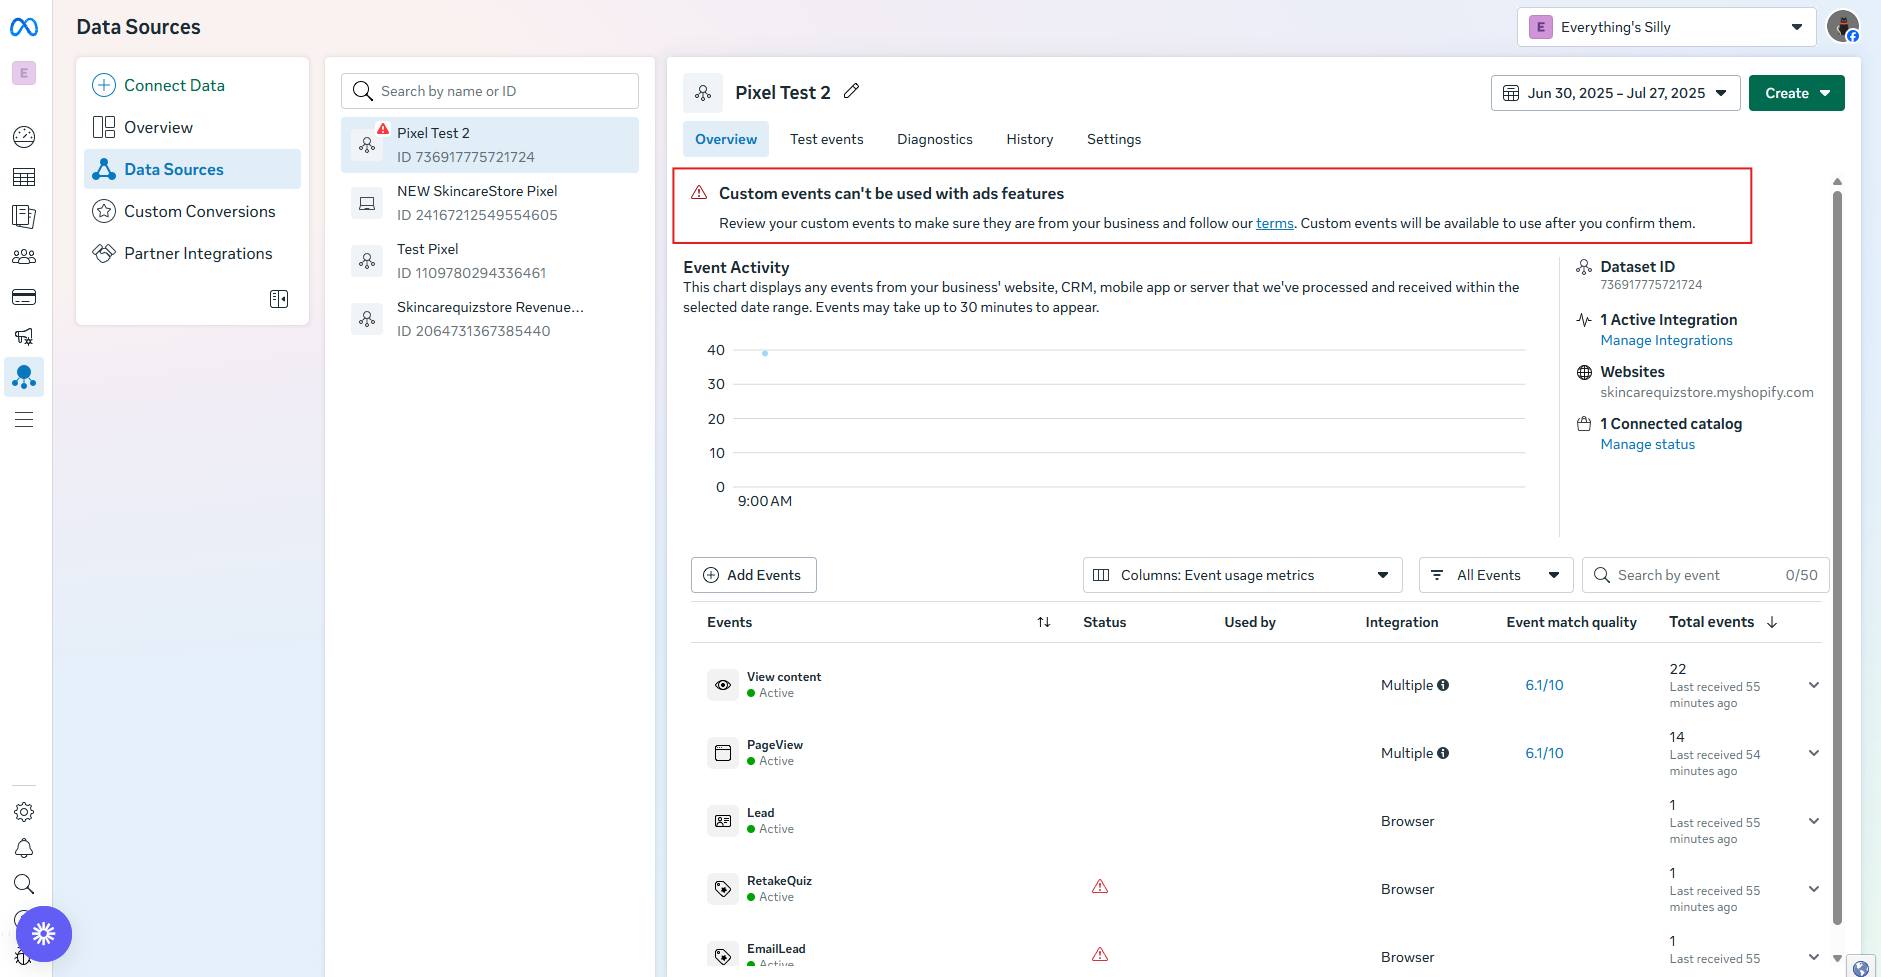 Data Sources
E Everything's Silly
E
Connect Data
Overview
Data Sources
Custom Conversions
Partner Integrations
Search by name or ID
Pixel Test 2
ID 736917775721724
NEW SkincareStore Pixel
ID 24167212549554605
Test Pixel
ID 1109780294336461
Skincarequizstore Revenue...
ID 2064731367385440
Pixel Test 2
Jun 30, 2025 – Jul 27, 2025
Create
Overview Test events Diagnostics History Settings
Custom events can't be used with ads features
Review your custom events to make sure they are from your business and follow our terms. Custom events will be available to use after you confirm them.
Event Activity
This chart displays any events from your business' website, CRM, mobile app or server that we've processed and received within the
selected date range. Events may take up to 30 minutes to appear.
40
30
20
10
0
9:00 AM
Dataset ID
736917775721724
1 Active Integration
Manage Integrations
Websites
skincarequizstore.myshopify.com
1 Connected catalog
Manage status
Add Events
Columns: Event usage metrics
All Events
Search by event 0/50
Events Status Used by Integration Event match quality Total events
View content
Active
Multiple
6.1/10
22
Last received 55
minutes ago
PageView
Active
Multiple
6.1/10
14
Last received 54
minutes ago
Lead
Active
Browser
1
Last received 55
minutes ago
RetakeQuiz
Active
Browser
1
Last received 55
minutes ago
EmailLead
Active
Browser
1
Last received 55